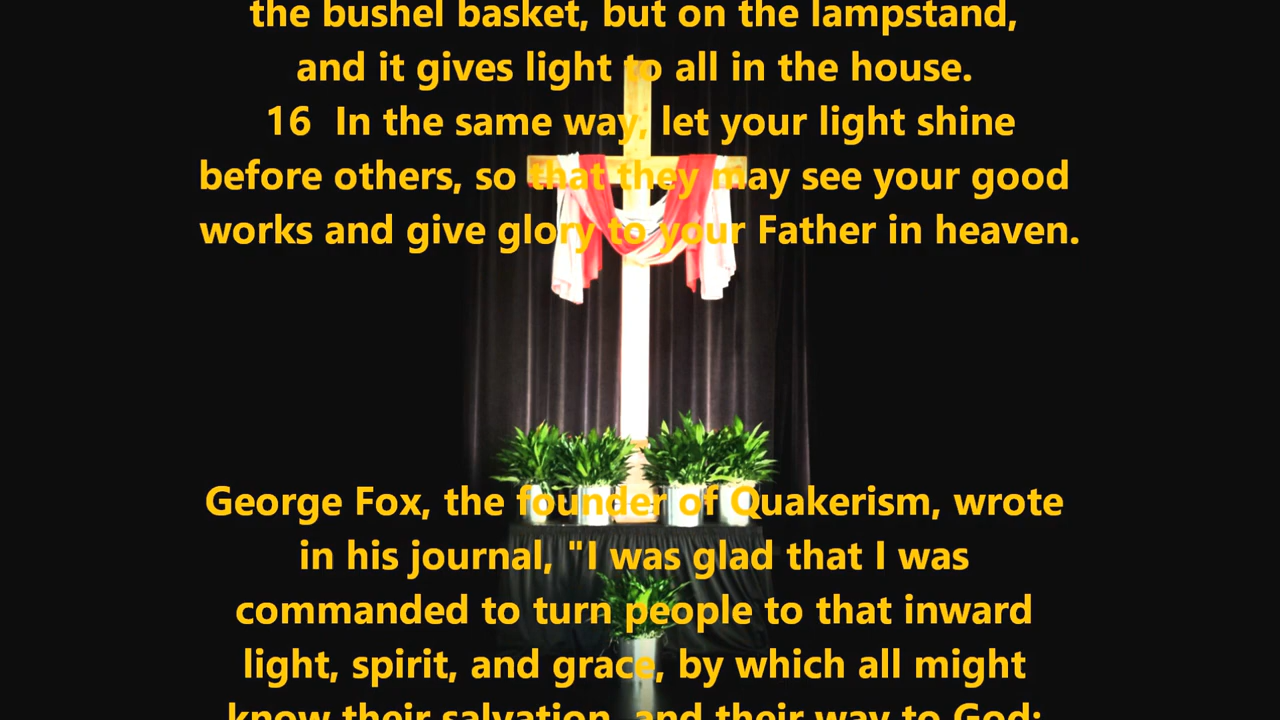 the bushel basket, but on the lampstand,
and it gives light to all in the house.
16  In the same way, let your light shine
before others, so that they may see your good
works and give glory to your Father in heaven.
George Fox, the founder of Quakerism, wrote
in his journal, "I was glad that I was
commanded to turn people to that inward
light, spirit, and grace, by which all might
know their salvation, and their way to God;